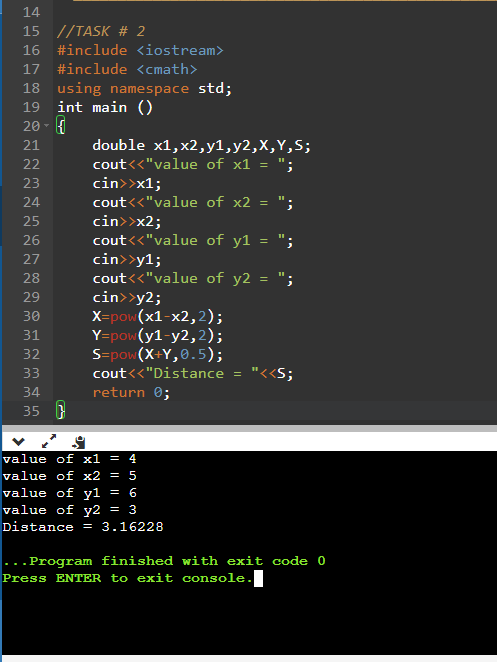 14
15 //TASK # 2
16 #include <iostream>
17 #include <cmath>
18 using namespace std;
19 int main ()
20 {
21 double x1,x2,y1,y2,X,Y,S;
22 cout<<"value of x1 = ";
23 cin>>x1;
24 cout<<"value of x2 = ";
25 cin>>x2;
26 cout<<"value of y1 = ";
27 cin>>y1;
28 cout<<"value of y2 = ";
29 cin>>y2;
30 X=pow(x1-x2,2);
31 Y=pow(y1-y2,2);
32 S=pow(X+Y,0.5);
33 cout<<"Distance = "<<S;
34 return 0;
35 }
value of x1 = 4
value of x2 = 5
value of y1 = 6
value of y2 = 3
Distance = 3.16228
...Program finished with exit code 0
Press ENTER to exit console.